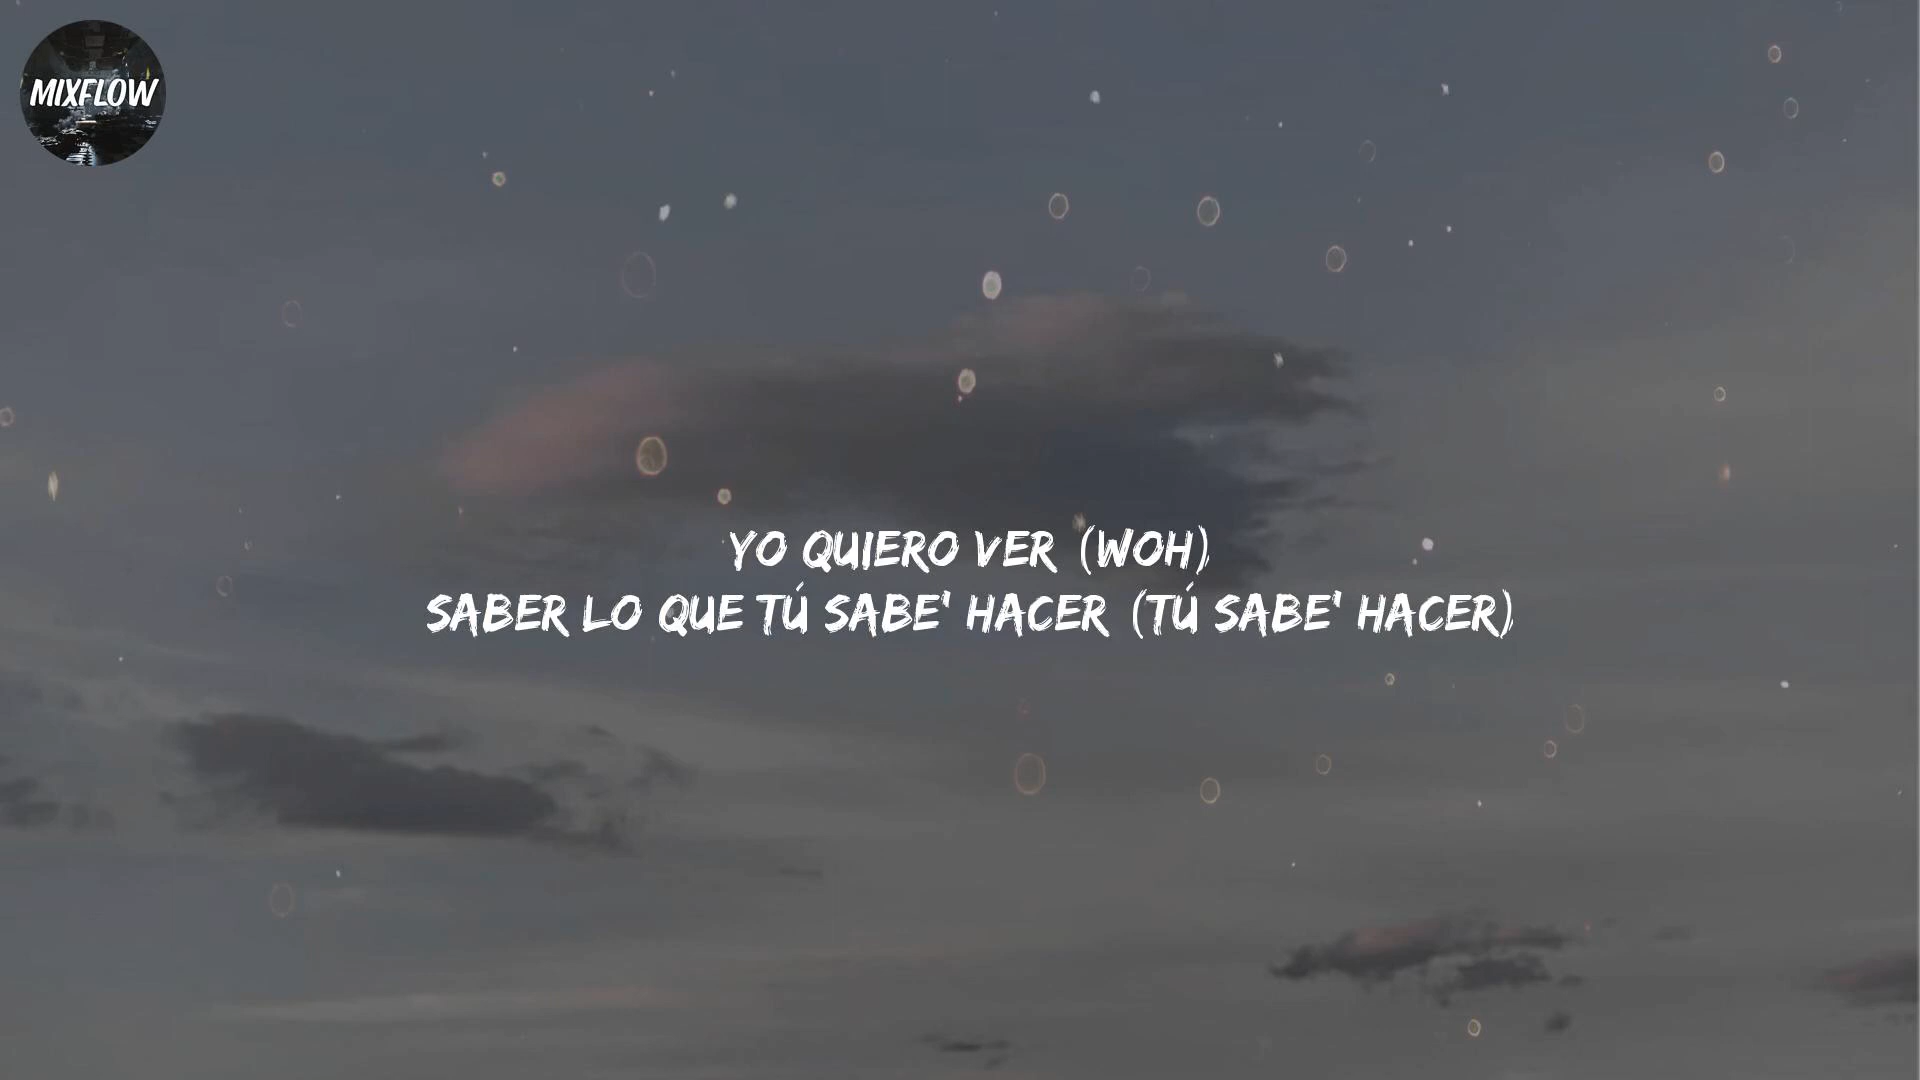 MIXFLOW
YO QUIERO VER (WOH)
SABER LO QUE TÚ SABE' HACER (TÚ SABE' HACER)